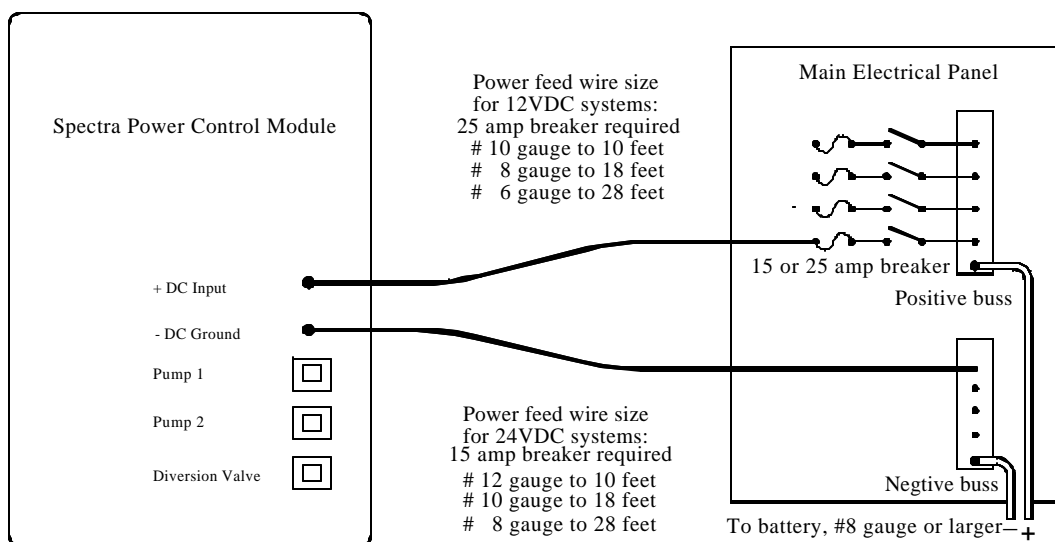 Spectra Power Control Module
+ DC Input
- DC Ground
Pump 1
Pump 2
Diversion Valve
Power feed wire size
for 12VDC systems:
25 amp breaker required
# 10 gauge to 10 feet
# 8 gauge to 18 feet
# 6 gauge to 28 feet
Power feed wire size
for 24VDC systems:
15 amp breaker required
# 12 gauge to 10 feet
# 10 gauge to 18 feet
# 8 gauge to 28 feet
Main Electrical Panel
15 or 25 amp breaker
Positive buss
Negtive buss
To battery, #8 gauge or larger – +